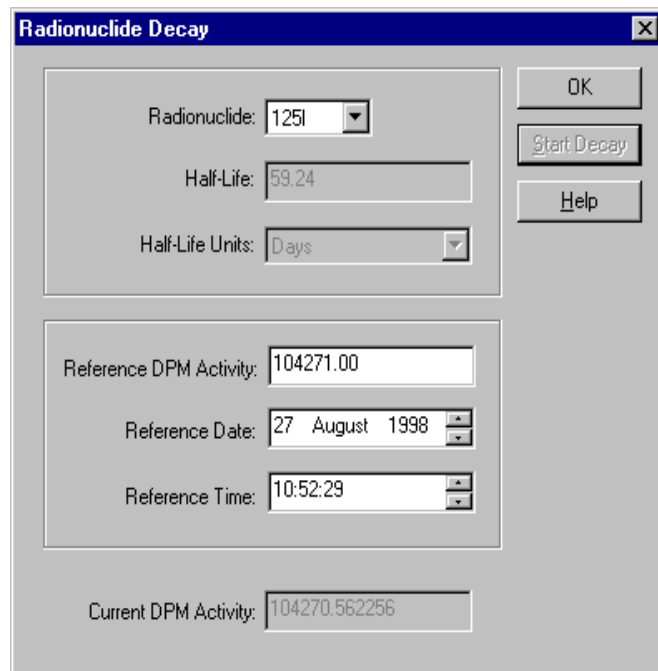 Radionuclide Decay
Radionuclide: 125I
Half-Life: 59.24
Half-Life Units: Days
OK
Start Decay
Help
Reference DPM Activity: 104271.00
Reference Date: 27 August 1998
Reference Time: 10:52:29
Current DPM Activity: 104270.562256